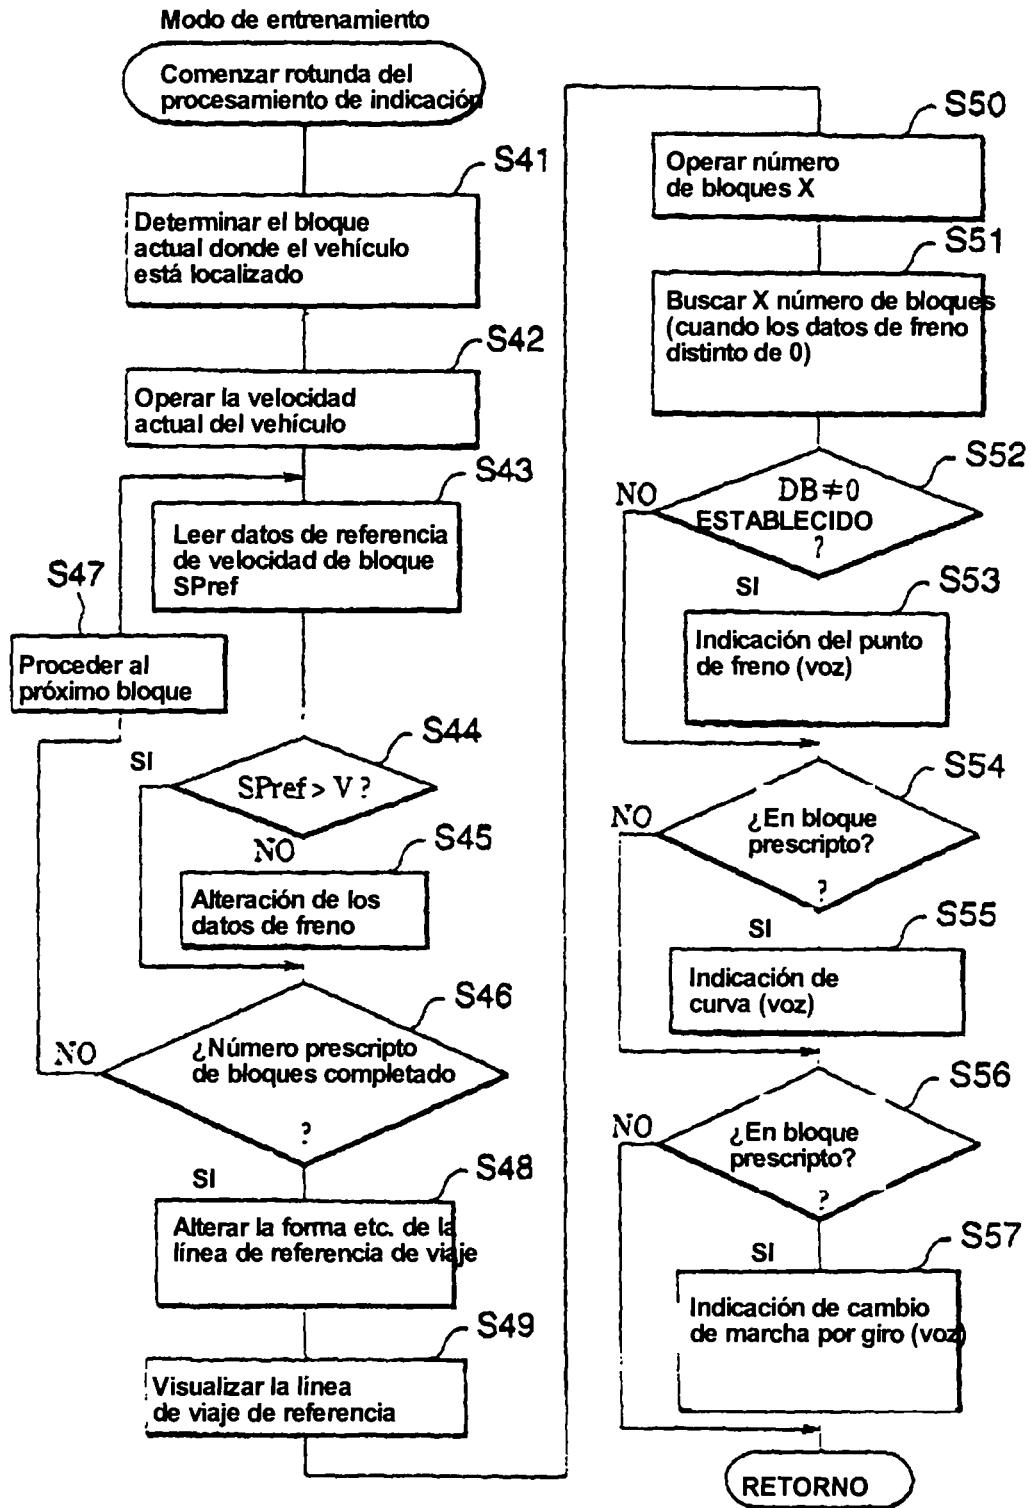 Modo de entrenamiento
Comenzar rotunda del
procesamiento de indicación
S41
Determinar el bloque
actual donde el vehículo
está localizado
S42
Operar la velocidad
actual del vehículo
S43
Leer datos de referencia
de velocidad de bloque
SPref
S47
Proceder al
próximo bloque
S44
SI
SPref > V ?
NO
S45
Alteración de los
datos de freno
S46
NO
¿Número prescripto
de bloques completado
?
SI
S48
Alterar la forma etc. de la
línea de referencia de viaje
S49
Visualizar la línea
de viaje de referencia
S50
Operar número
de bloques X
S51
Buscar X número de bloques
(cuando los datos de freno
distinto de 0)
S52
NO
DB≠0
ESTABLECIDO
?
SI
S53
Indicación del punto
de freno (voz)
S54
NO
¿En bloque
prescripto?
?
SI
S55
Indicación de
curva (voz)
S56
NO
¿En bloque
prescripto?
?
SI
S57
Indicación de cambio
de marcha por giro (voz)
RETORNO